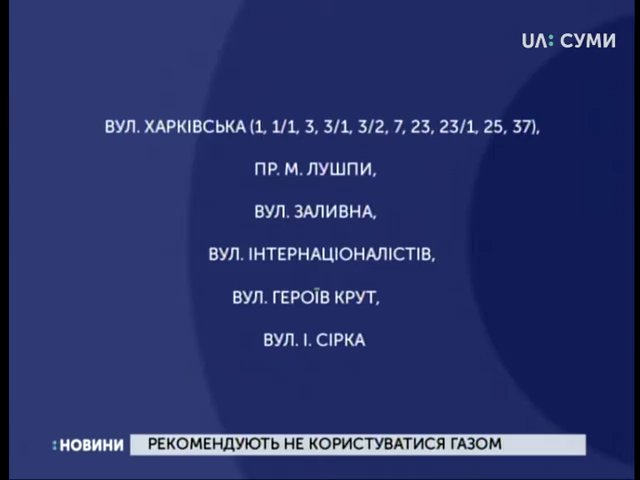 UA: СУМИ
ВУЛ. ХАРКІВСЬКА (1, 1/1, 3, 3/1, 3/2, 7, 23, 23/1, 25, 37),
ПР. М. ЛУШПИ,
ВУЛ. ЗАЛИВНА,
ВУЛ. ІНТЕРНАЦІОНАЛІСТІВ,
ВУЛ. ГЕРОЇВ КРУТ,
ВУЛ. І. СІРКА
:НОВИНИ РЕКОМЕНДУЮТЬ НЕ КОРИСТУВАТИСЯ ГАЗОМ